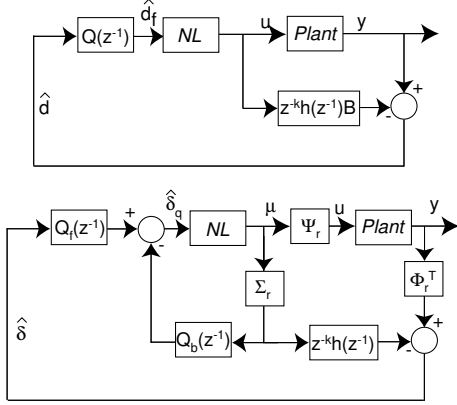 d̂f
Q(z⁻¹) NL u Plant y
+
d̂ z⁻ᵏh(z⁻¹)B -
δ̂q
Qf(z⁻¹) + - NL μ Ψr u Plant y
Σr Φrᵀ
δ̂ Qb(z⁻¹) z⁻ᵏh(z⁻¹) - +